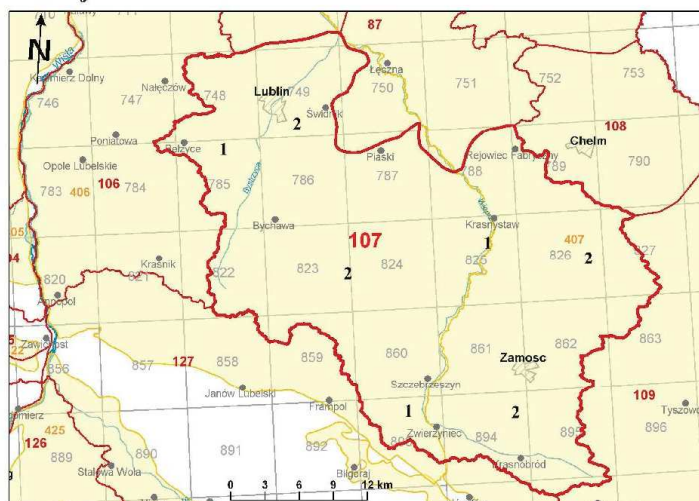 N
Wisła
Kazimierz Dolny
746
Nałęczów
747
748
Lublin
749
2
Świdnik
87
Łęczna
750
751
752
753
Poniatowa
Bełżyce
1
Opole Lubelskie
783
406
106
784
785
Bystrzyca
786
Piaski
787
788
Rejowiec Fabryczny
Chełm
108
789
790
Bychawa
107
Wieprz
Krasnystaw
1
407
826
2
827
Kraśnik
821
822
823
2
824
825
820
Annopol
Zawichost
856
857
127
858
859
860
861
862
863
Zamosc
Janów Lubelski
Szczebrzeszyn
Frampol
1
2
109
Tyszowce
896
126
425
889
890
891
892
Zwierzyniec
894
895
Stalowa Wola
Biłgoraj
Krasnobród
0 3 6 9 12 km